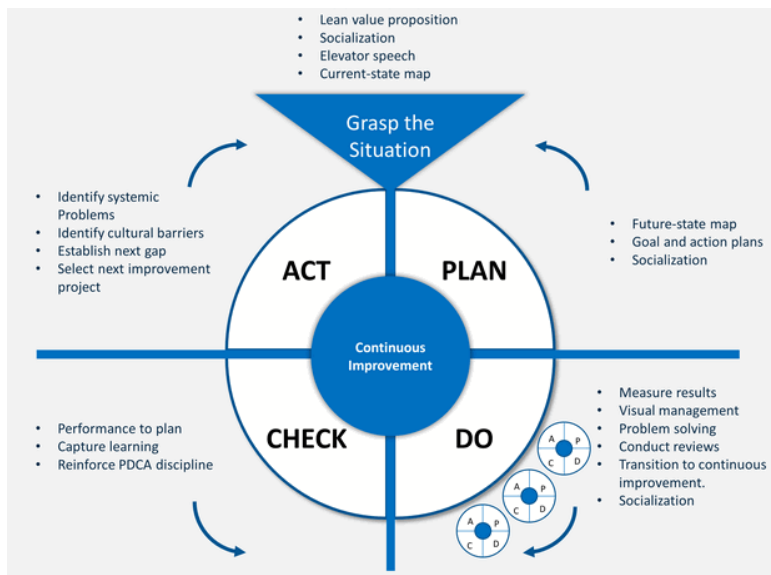 • Lean value proposition
• Socialization
• Elevator speech
• Current-state map
Grasp the
Situation
• Identify systemic
Problems
• Identify cultural barriers
• Establish next gap
• Select next improvement
project
• Future-state map
• Goal and action plans
• Socialization
ACT
PLAN
Continuous
Improvement
CHECK
DO
• Performance to plan
• Capture learning
• Reinforce PDCA discipline
• Measure results
• Visual management
• Problem solving
• Conduct reviews
• Transition to continuous
improvement.
• Socialization
A P
C D
A P
C D
A P
C D